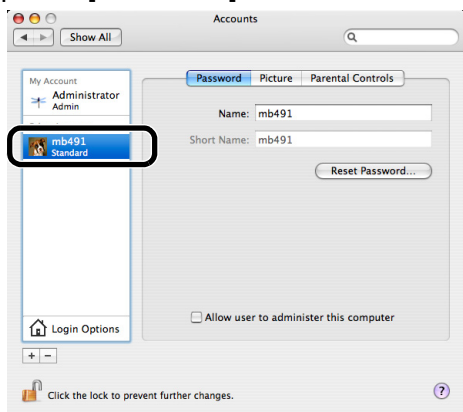 Accounts
Show All
Password Picture Parental Controls
My Account
Administrator
Admin
mb491
Standard
Name: mb491
Short Name: mb491
Reset Password...
Allow user to administer this computer
Login Options
+ −
Click the lock to prevent further changes.
?